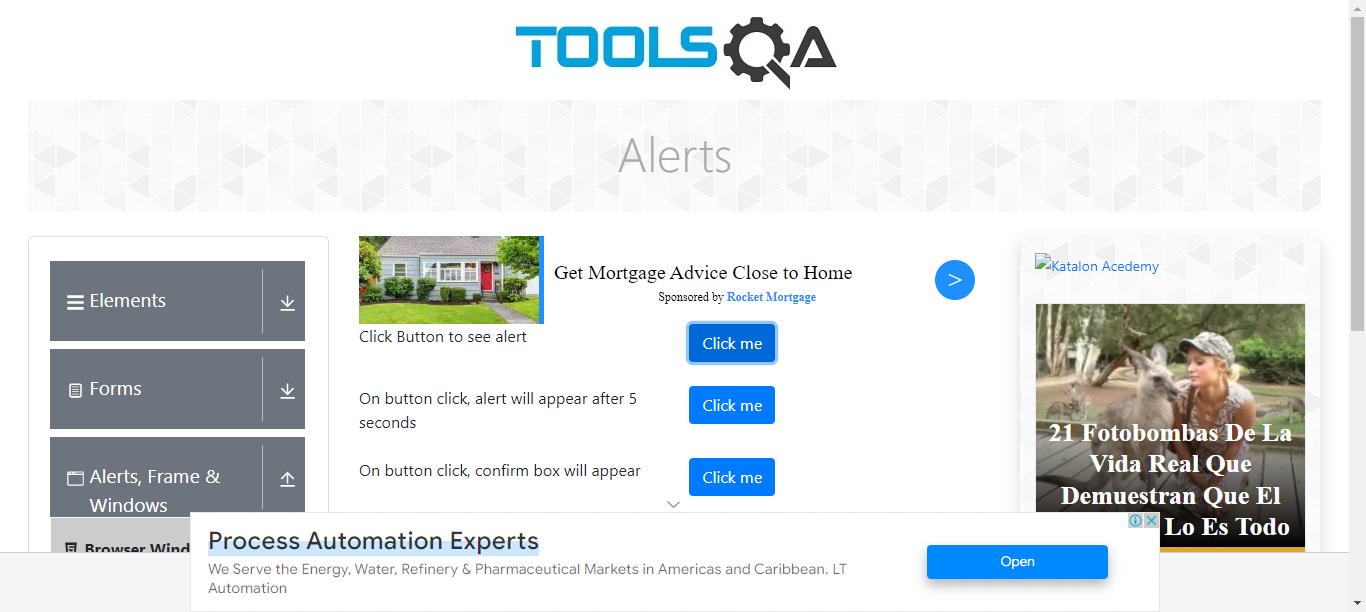 TOOLSQA
Alerts
Elements
Forms
Alerts, Frame &
Windows
Get Mortgage Advice Close to Home
Sponsored by Rocket Mortgage
>
Click Button to see alert
Click me
On button click, alert will appear after 5
seconds
Click me
On button click, confirm box will appear
Click me
Katalon Acedemy
21 Fotobombas De La
Vida Real Que
Demuestran Que El
Lo Es Todo
Process Automation Experts
We Serve the Energy, Water, Refinery & Pharmaceutical Markets in Americas and Caribbean. LT
Automation
Open